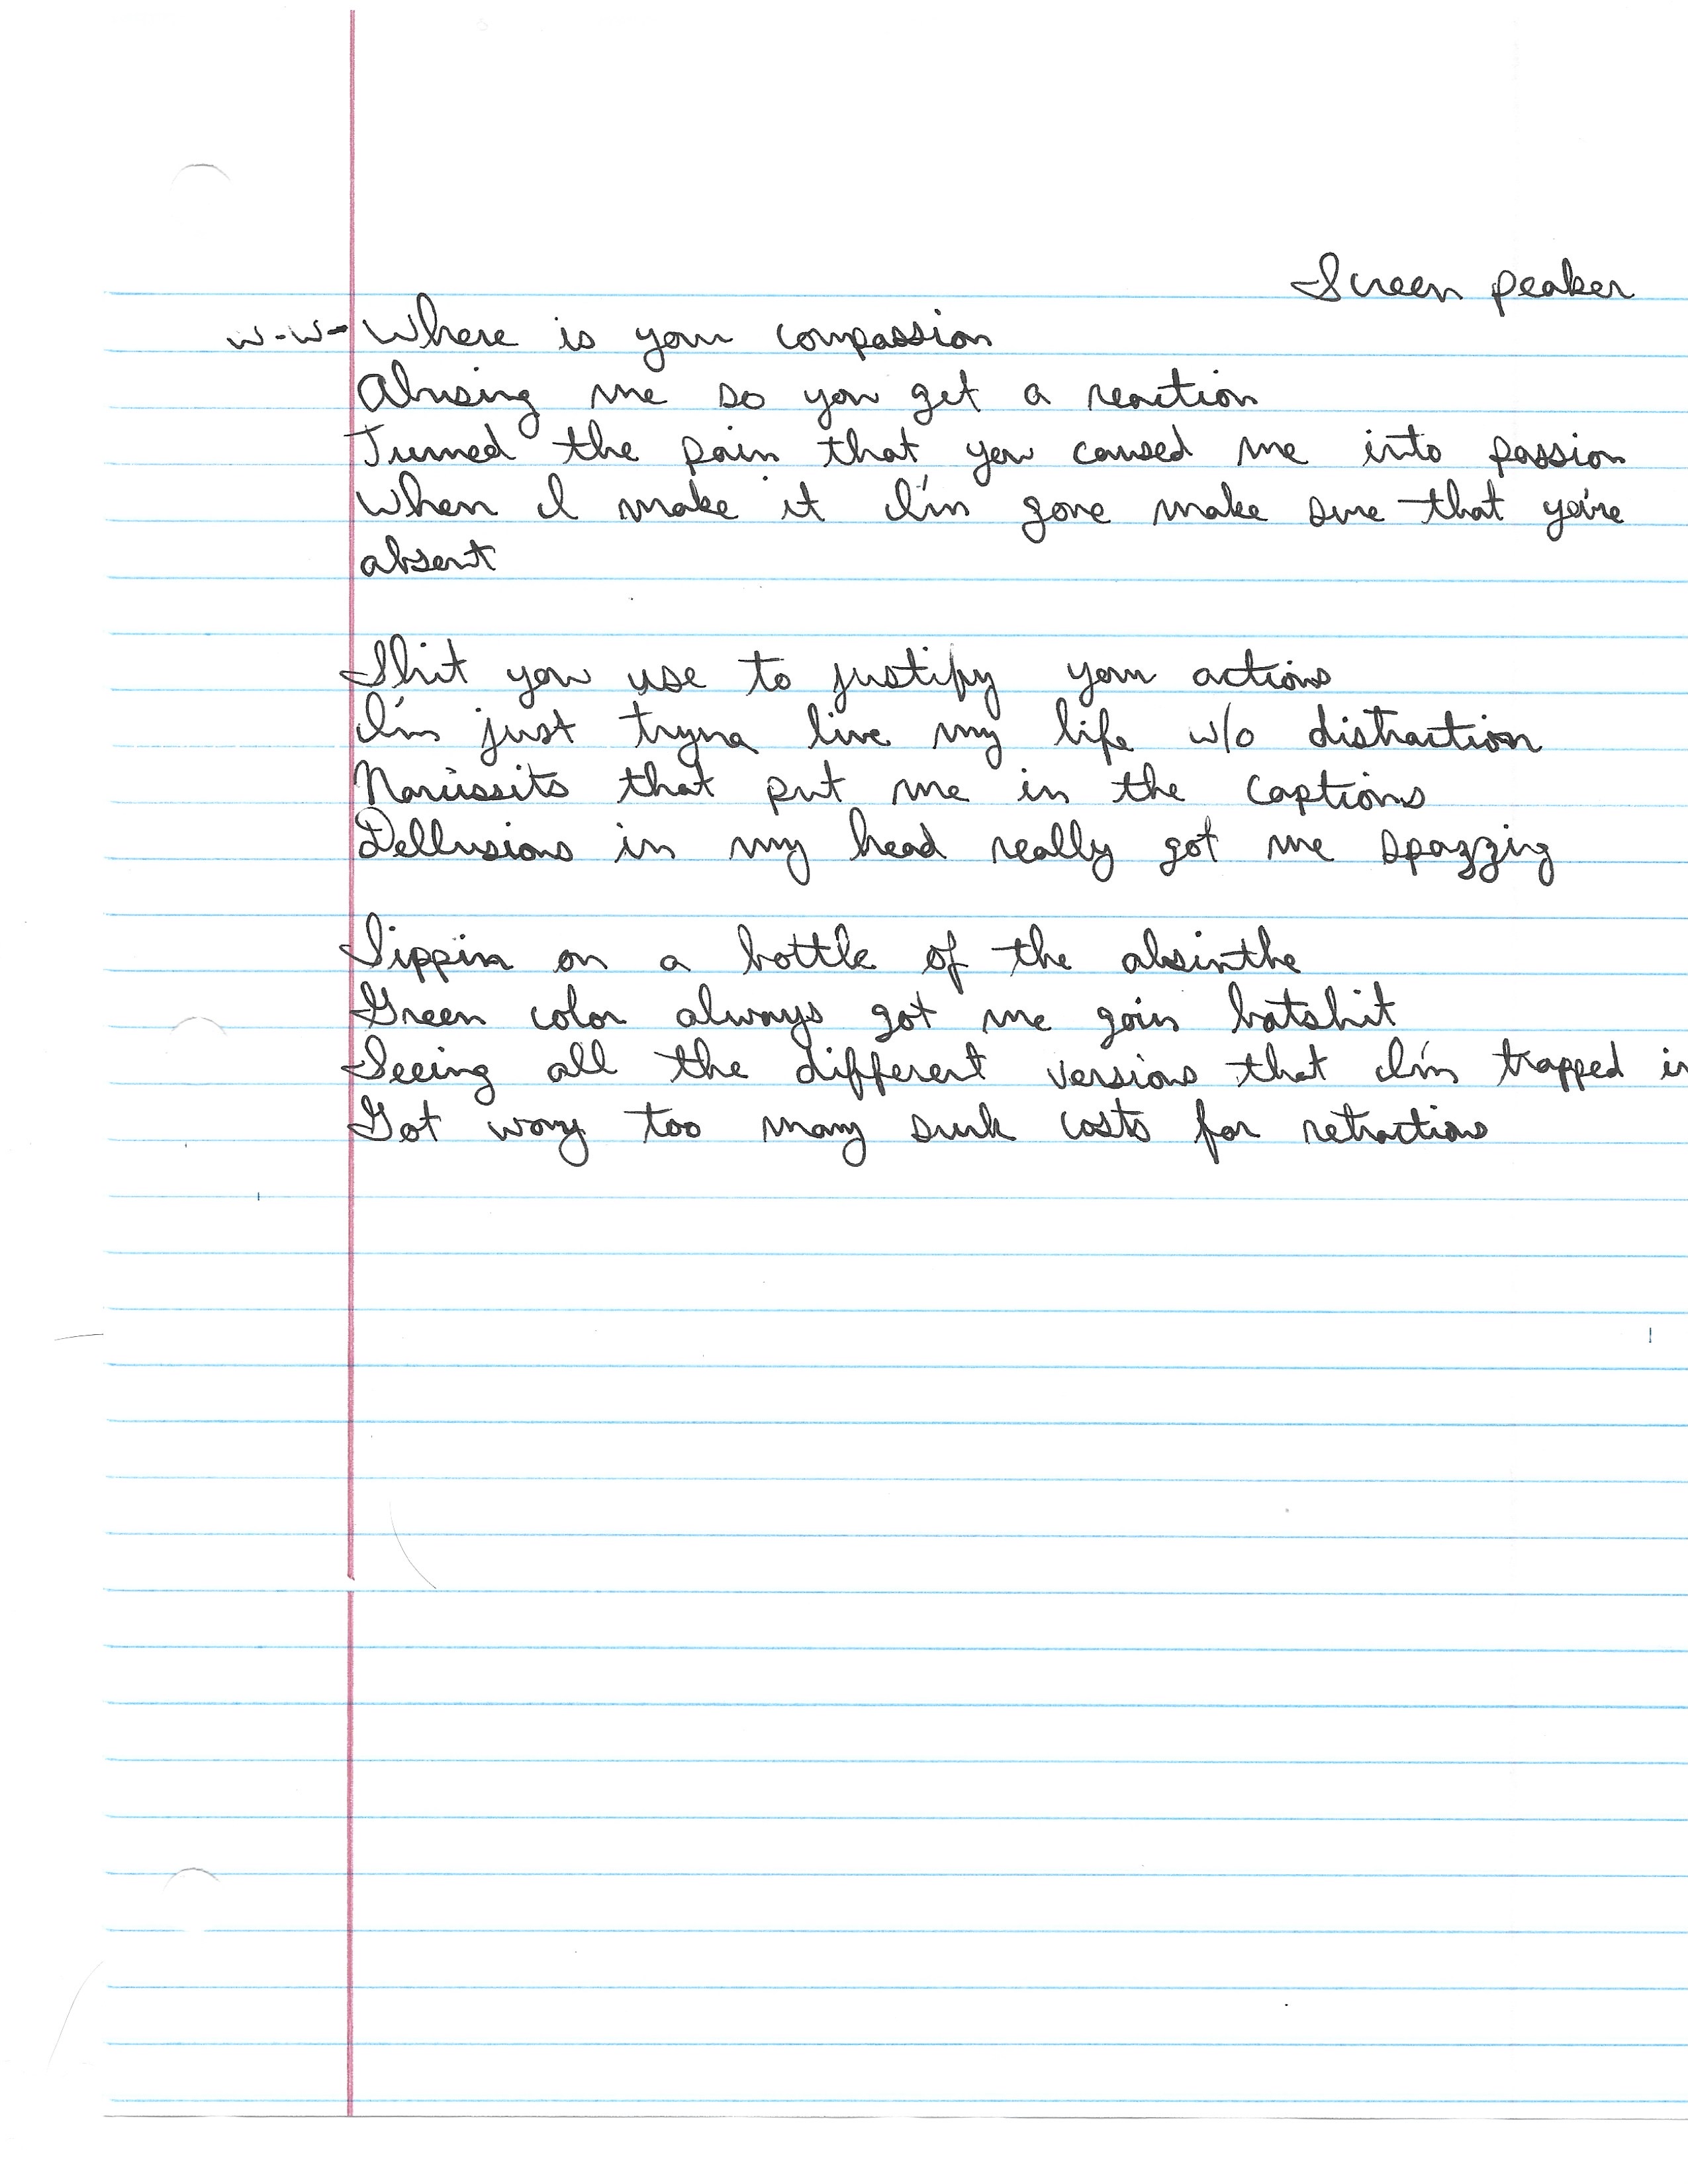 Screen peaker
w-w- Where is your compassion
Abusing me so you get a reaction
Turned the pain that you caused me into passion
When I make it I'm gone make sure that you're
absent
Shit you use to justify your actions
I'm just tryna live my life w/o distraction
Narcissits that put me in the captions
Dellusions in my head really got me spazzing
Sippin on a bottle of the absinthe
Green color always got me goin batshit
Seeing all the different versions that I'm trapped in
Got way too many sunk costs for retractions